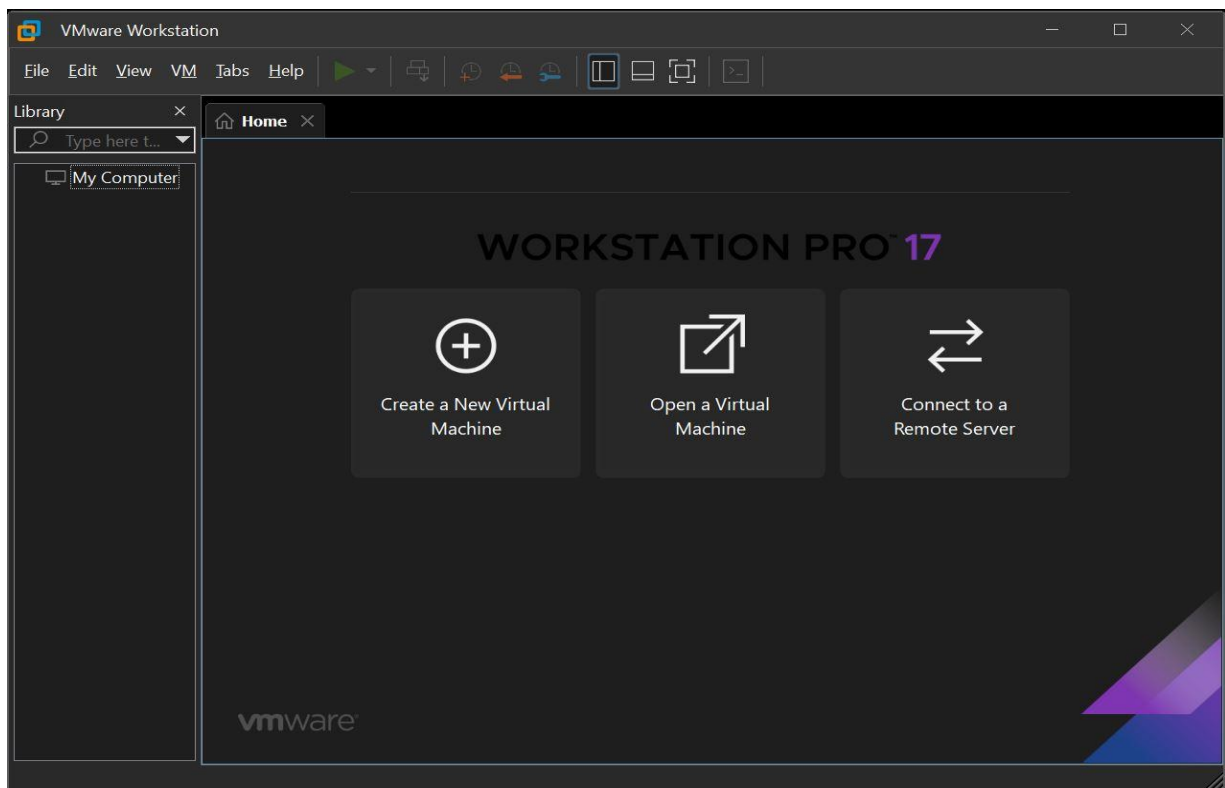 VMware Workstation
File Edit View VM Tabs Help
Library
Home
Type here t...
My Computer
WORKSTATION PRO™ 17
Create a New Virtual
Machine
Open a Virtual
Machine
Connect to a
Remote Server
vmware®